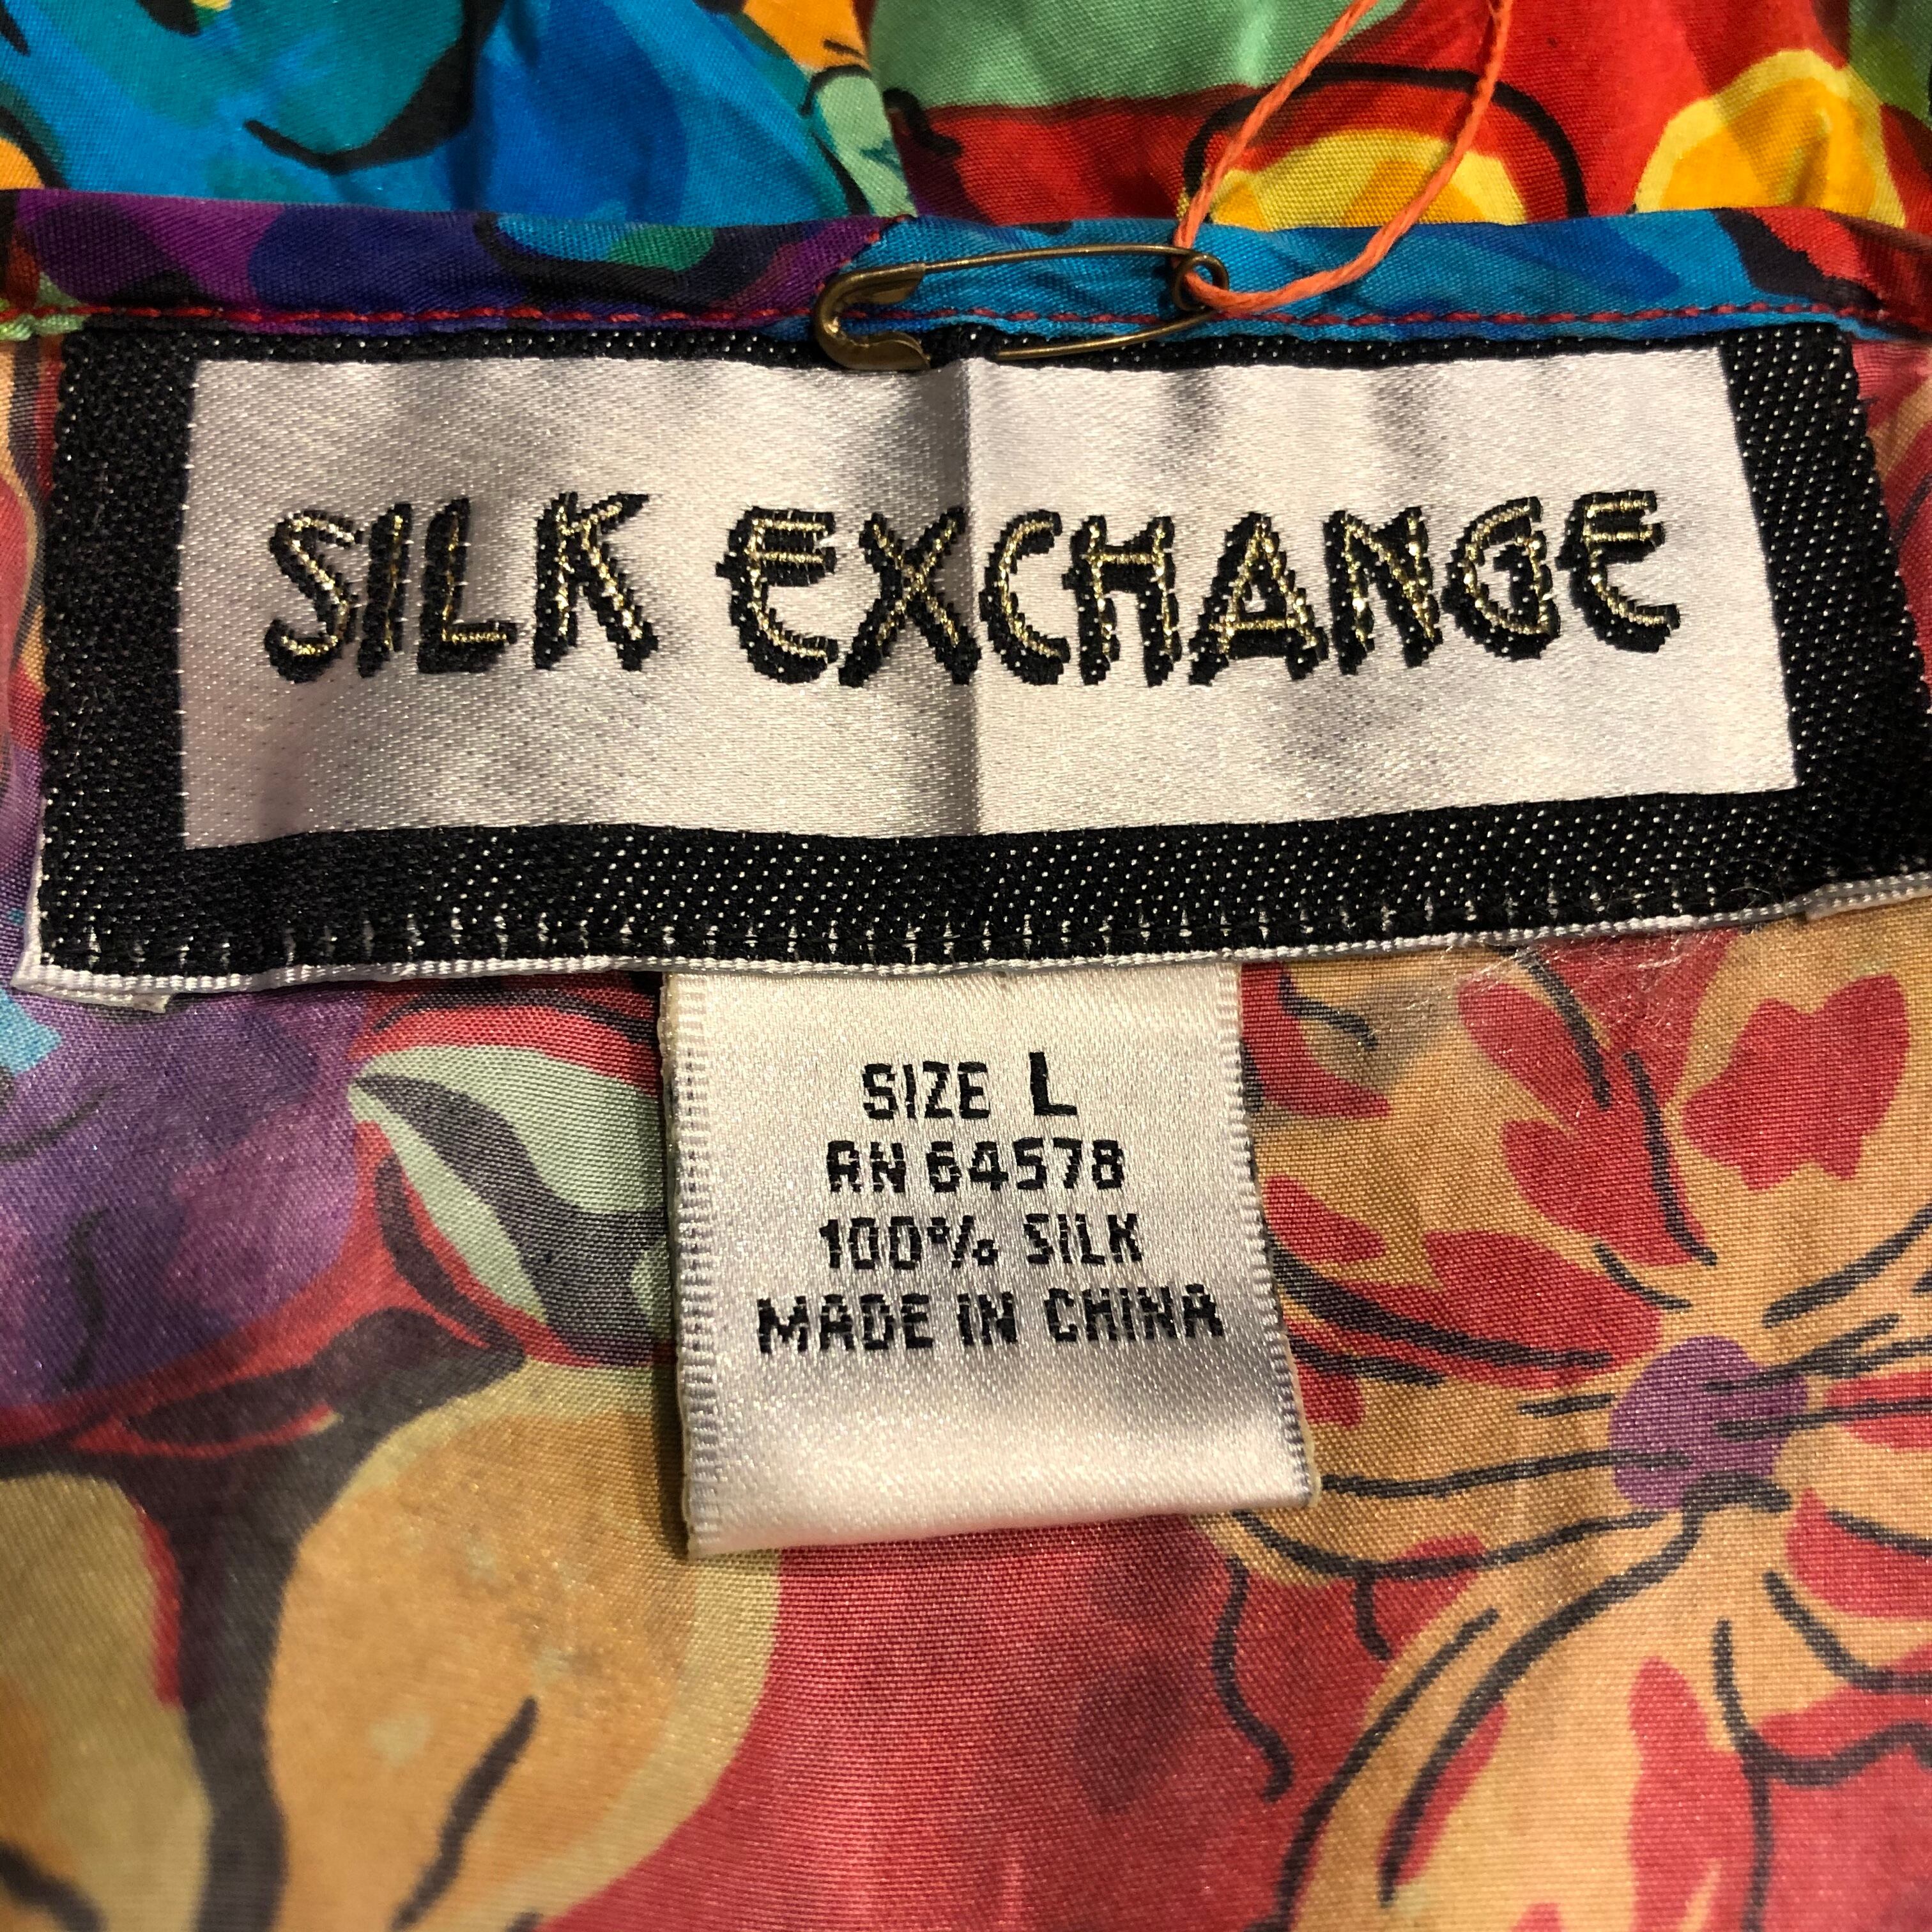 SILK EXCHANGE
SIZE L
RN 64578
100% SILK
MADE IN CHINA